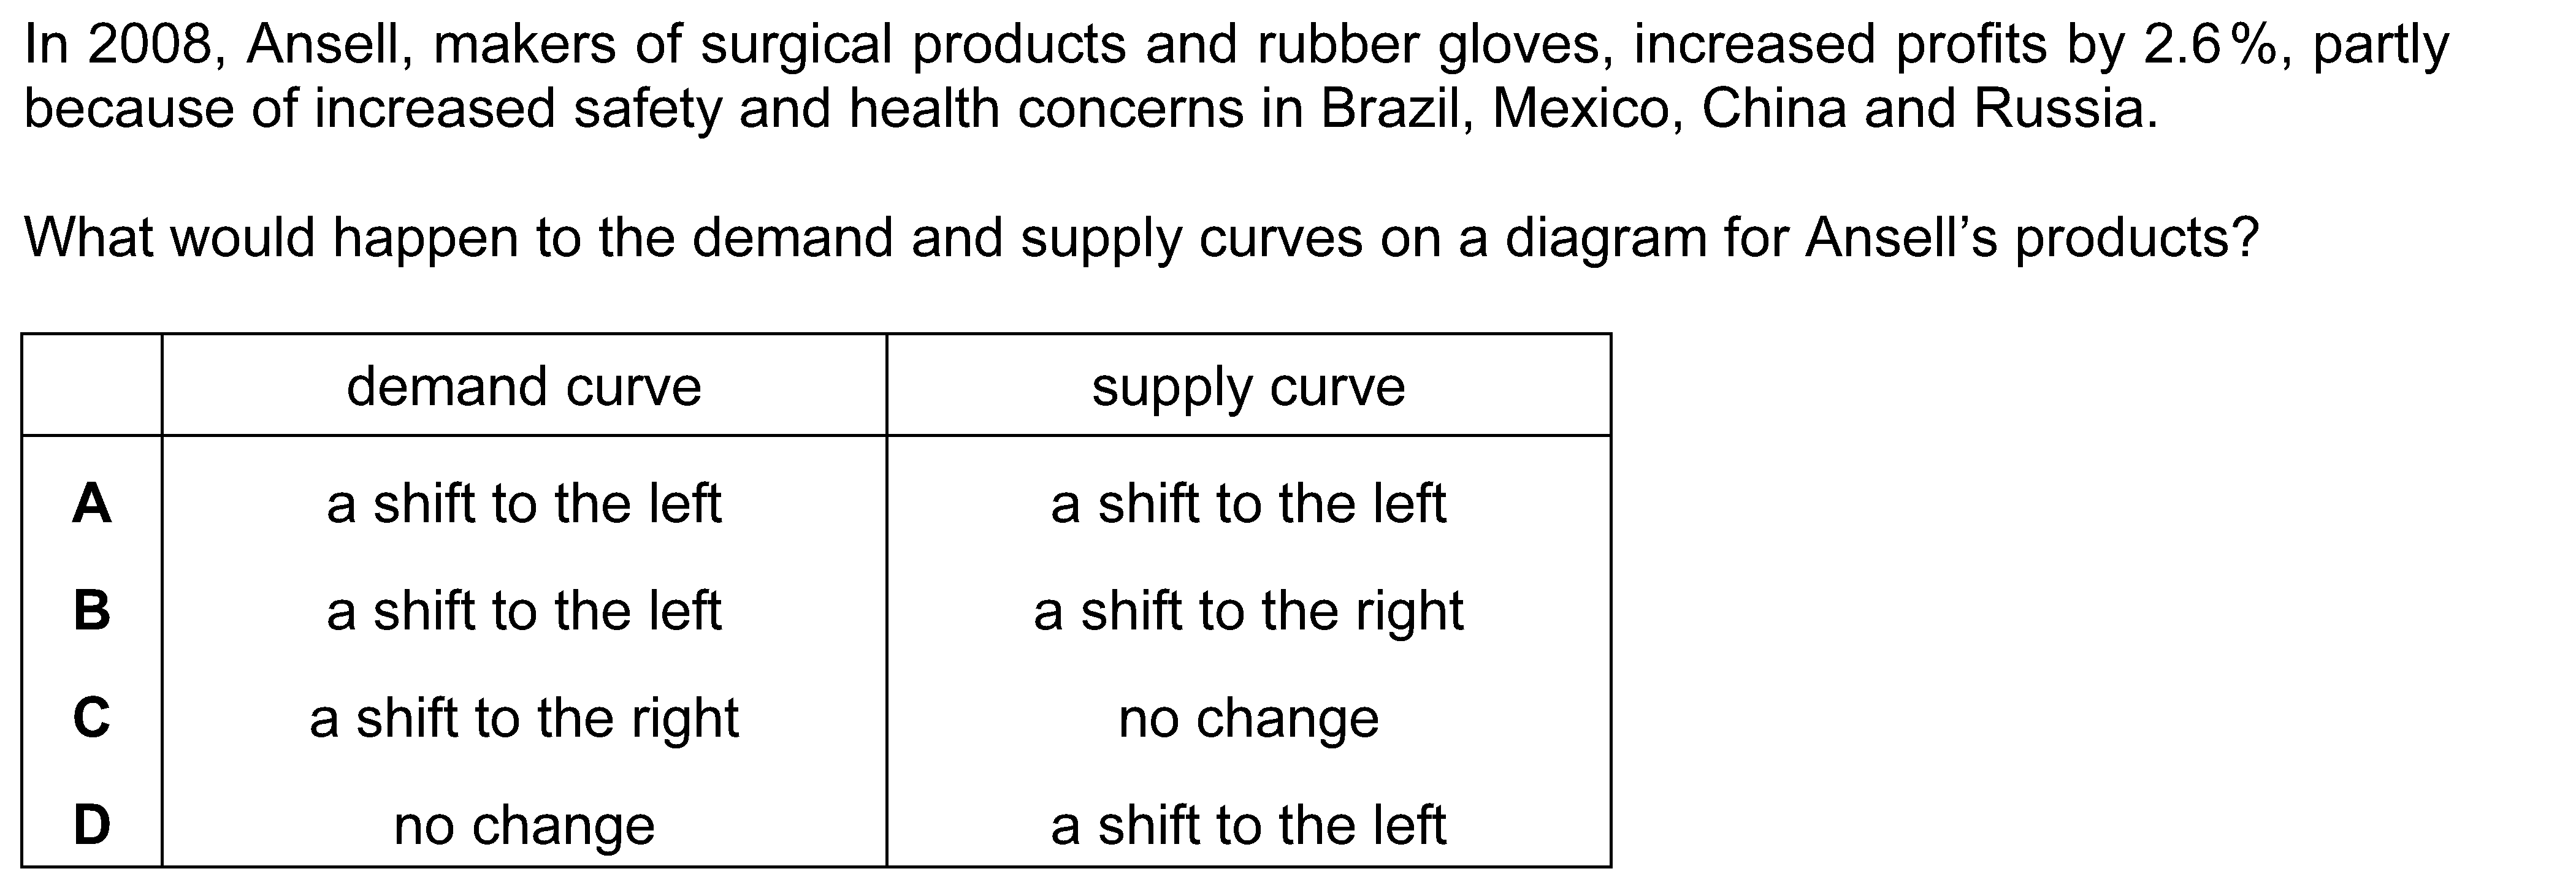 In 2008, Ansell, makers of surgical products and rubber gloves, increased profits by 2.6%, partly
because of increased safety and health concerns in Brazil, Mexico, China and Russia.
What would happen to the demand and supply curves on a diagram for Ansell’s products?
demand curve supply curve
A a shift to the left a shift to the left
B a shift to the left a shift to the right
C a shift to the right no change
D no change a shift to the left